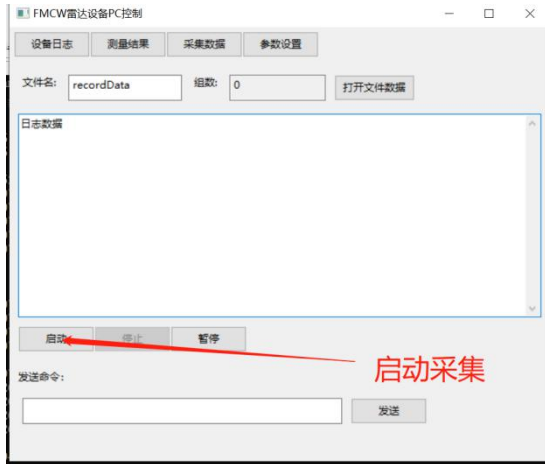 FMCW雷达设备PC控制
设备日志 测量结果 采集数据 参数设置
文件名: recordData 组数: 0 打开文件数据
日志数据
启动 停止 暂停
启动采集
发送命令:
发送